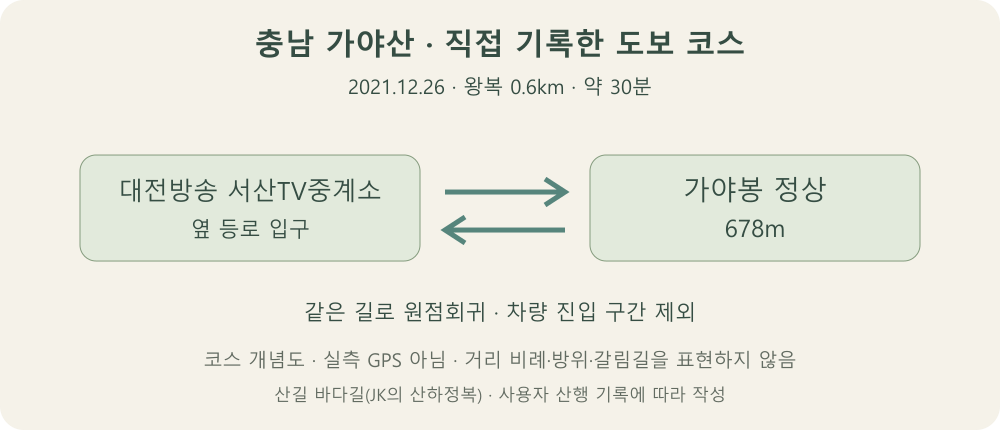 충남 가야산 · 직접 기록한 도보 코스
2021.12.26 · 왕복 0.6km · 약 30분
대전방송 서산TV중계소
옆 등로 입구
가야봉 정상
678m
같은 길로 원점회귀 · 차량 진입 구간 제외
코스 개념도 · 실측 GPS 아님 · 거리 비례·방위·갈림길을 표현하지 않음
산길 바다길(JK의 산하정복) · 사용자 산행 기록에 따라 작성